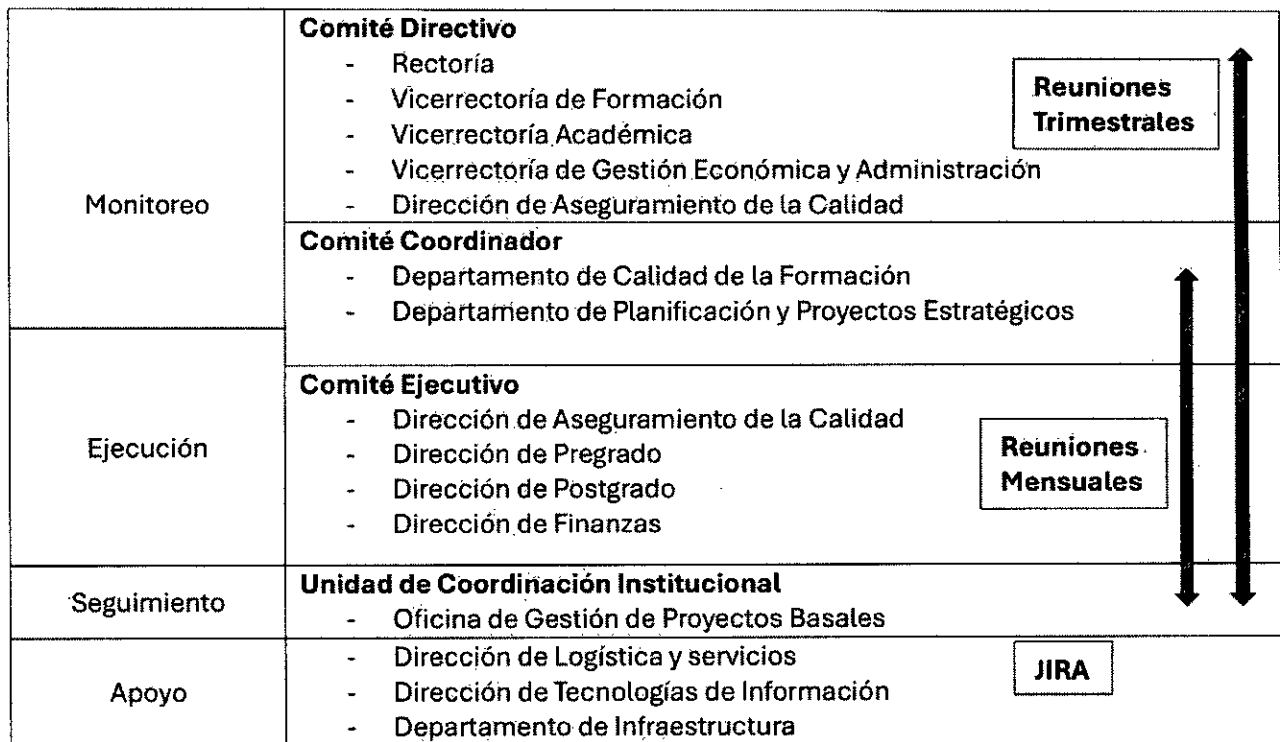 Monitoreo
Comité Directivo
- Rectoría
- Vicerrectoría de Formación
- Vicerrectoría Académica
- Vicerrectoría de Gestión Económica y Administración
- Dirección de Aseguramiento de la Calidad
Reuniones
Trimestrales
Comité Coordinador
- Departamento de Calidad de la Formación
- Departamento de Planificación y Proyectos Estratégicos
Ejecución
Comité Ejecutivo
- Dirección de Aseguramiento de la Calidad
- Dirección de Pregrado
- Dirección de Postgrado
- Dirección de Finanzas
Reuniones
Mensuales
Seguimiento
Unidad de Coordinación Institucional
- Oficina de Gestión de Proyectos Basales
Apoyo
- Dirección de Logística y servicios
- Dirección de Tecnologías de Información
- Departamento de Infraestructura
JIRA